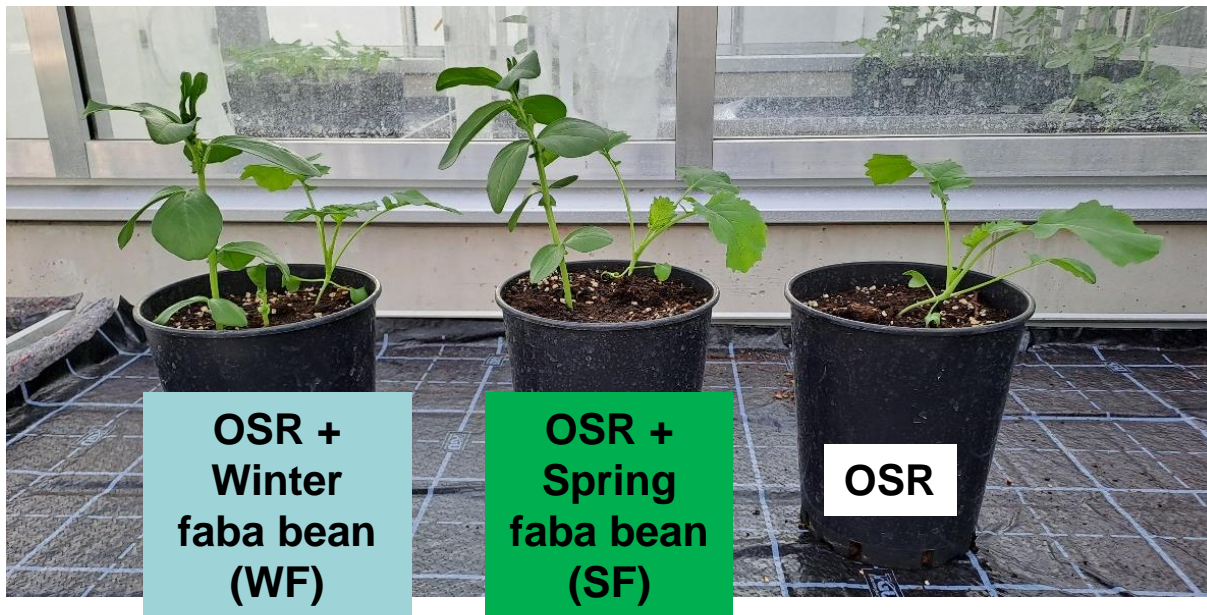 OSR +
Winter
faba bean
(WF)
OSR +
Spring
faba bean
(SF)
OSR